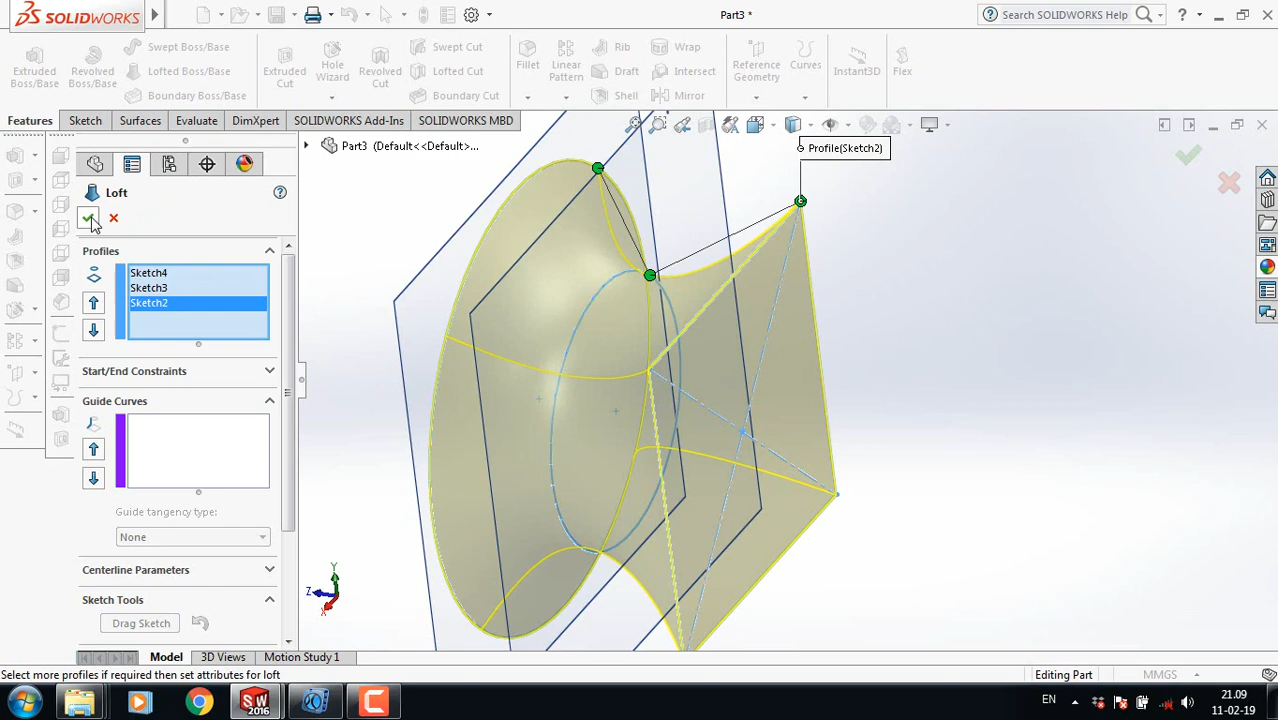 SOLIDWORKS
Part3 *
Search SOLIDWORKS Help
Extruded Boss/Base
Revolved Boss/Base
Swept Boss/Base
Lofted Boss/Base
Boundary Boss/Base
Extruded Cut
Hole Wizard
Revolved Cut
Swept Cut
Lofted Cut
Boundary Cut
Fillet
Linear Pattern
Rib
Draft
Shell
Wrap
Intersect
Mirror
Reference Geometry
Curves
Instant3D
Flex
Features
Sketch
Surfaces
Evaluate
DimXpert
SOLIDWORKS Add-Ins
SOLIDWORKS MBD
Part3 (Default<<Default>...
Profile(Sketch2)
Loft
Profiles
Sketch4
Sketch3
Sketch2
Start/End Constraints
Guide Curves
Guide tangency type:
None
Centerline Parameters
Sketch Tools
Drag Sketch
Y
Z
X
Model
3D Views
Motion Study 1
Select more profiles if required then set attributes for loft
Editing Part
MMGS
SW
2016
EN
21.09
11-02-19